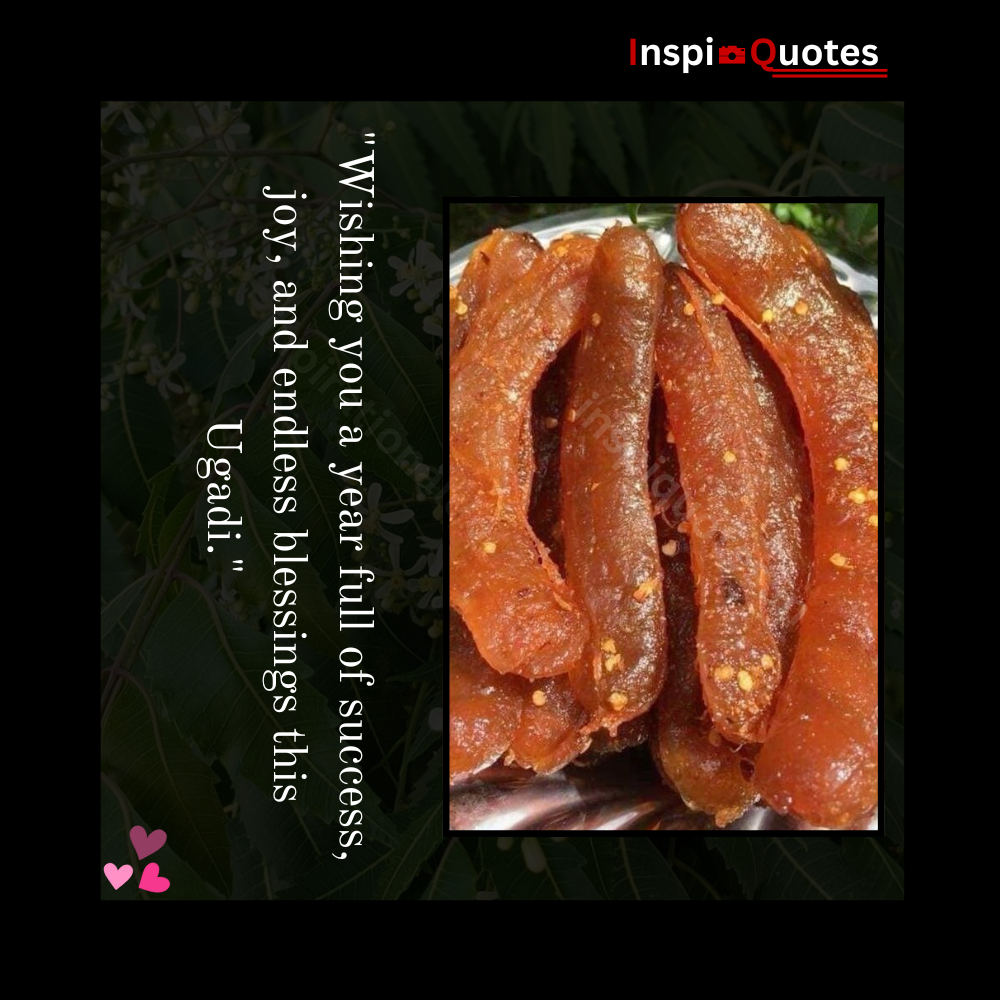 InspiQuotes
"Wishing you a year full of success,
joy, and endless blessings this
Ugadi."